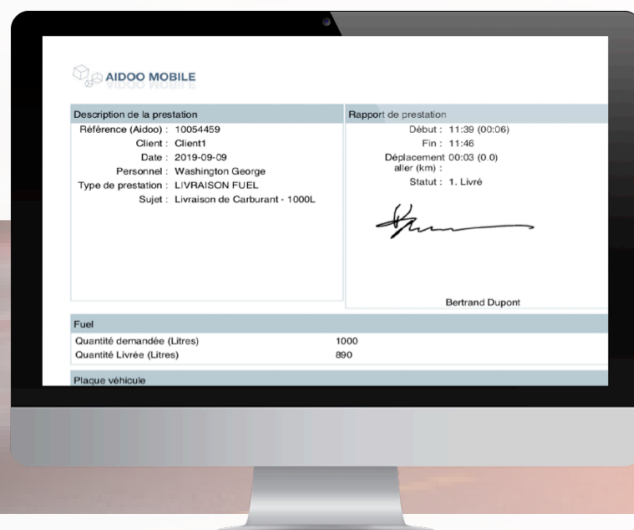 AIDOO MOBILE
Description de la prestation
Référence (Aidoo) : 10054459
Client : Client1
Date : 2019-09-09
Personnel : Washington George
Type de prestation : LIVRAISON FUEL
Sujet : Livraison de Carburant - 1000L
Rapport de prestation
Début : 11:39 (00:06)
Fin : 11:46
Déplacement 00:03 (0.0)
aller (km) :
Statut : 1. Livré
Bertrand Dupont
Fuel
Quantité demandée (Litres) 1000
Quantité Livrée (Litres) 890
Plaque véhicule